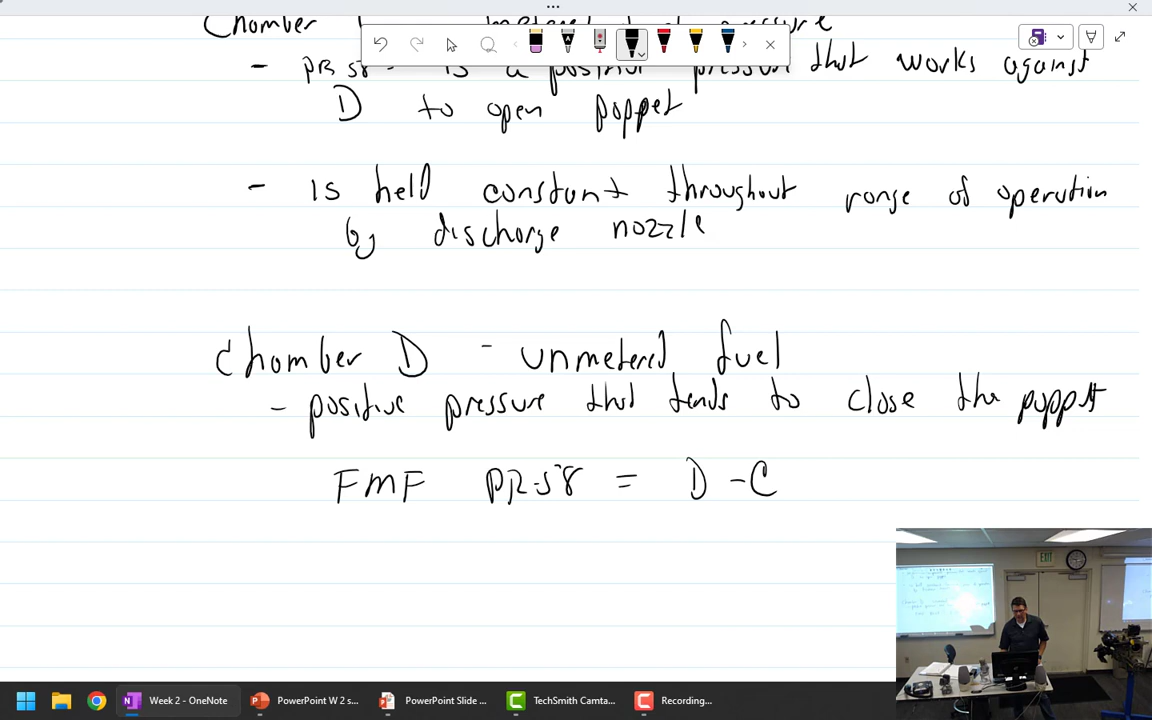 Chamber
- is a positive pressure that works against
D to open poppet
- is held constant throughout range of operation
by discharge nozzle
Chamber D - unmetered fuel
- positive pressure that tends to close the poppet
FMF PRSSR = D - C
EXIT
Week 2 - OneNote
PowerPoint W 2 s...
PowerPoint Slide ...
TechSmith Camta...
Recording...